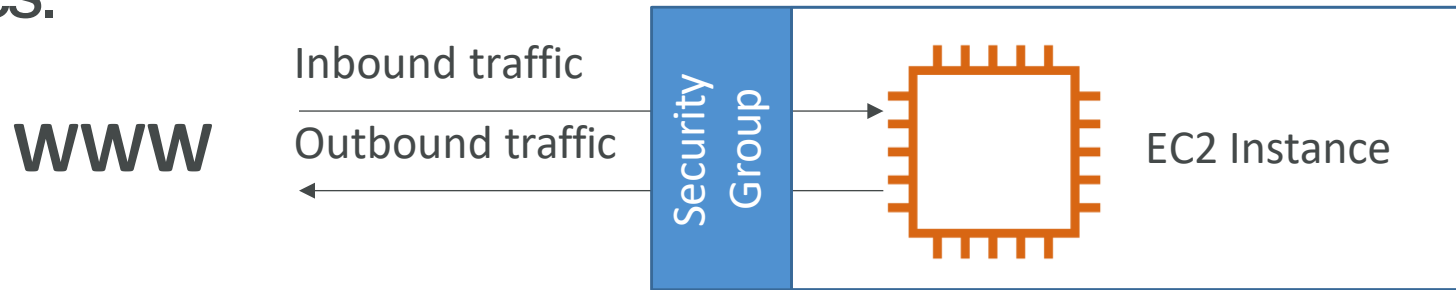 Inbound traffic
WWW
Outbound traffic
Security
Group
EC2 Instance